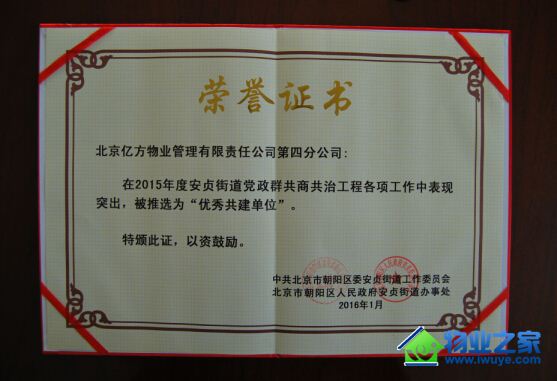 荣誉证书
北京亿方物业管理有限责任公司第四分公司：
在2015年度安贞街道党政群共商共治工程各项工作中表现
突出，被推选为“优秀共建单位”。
特颁此证，以资鼓励。
中共北京市朝阳区委安贞街道工作委员会
北京市朝阳区人民政府安贞街道办事处
2016年1月
物业之家
www.iwuye.com